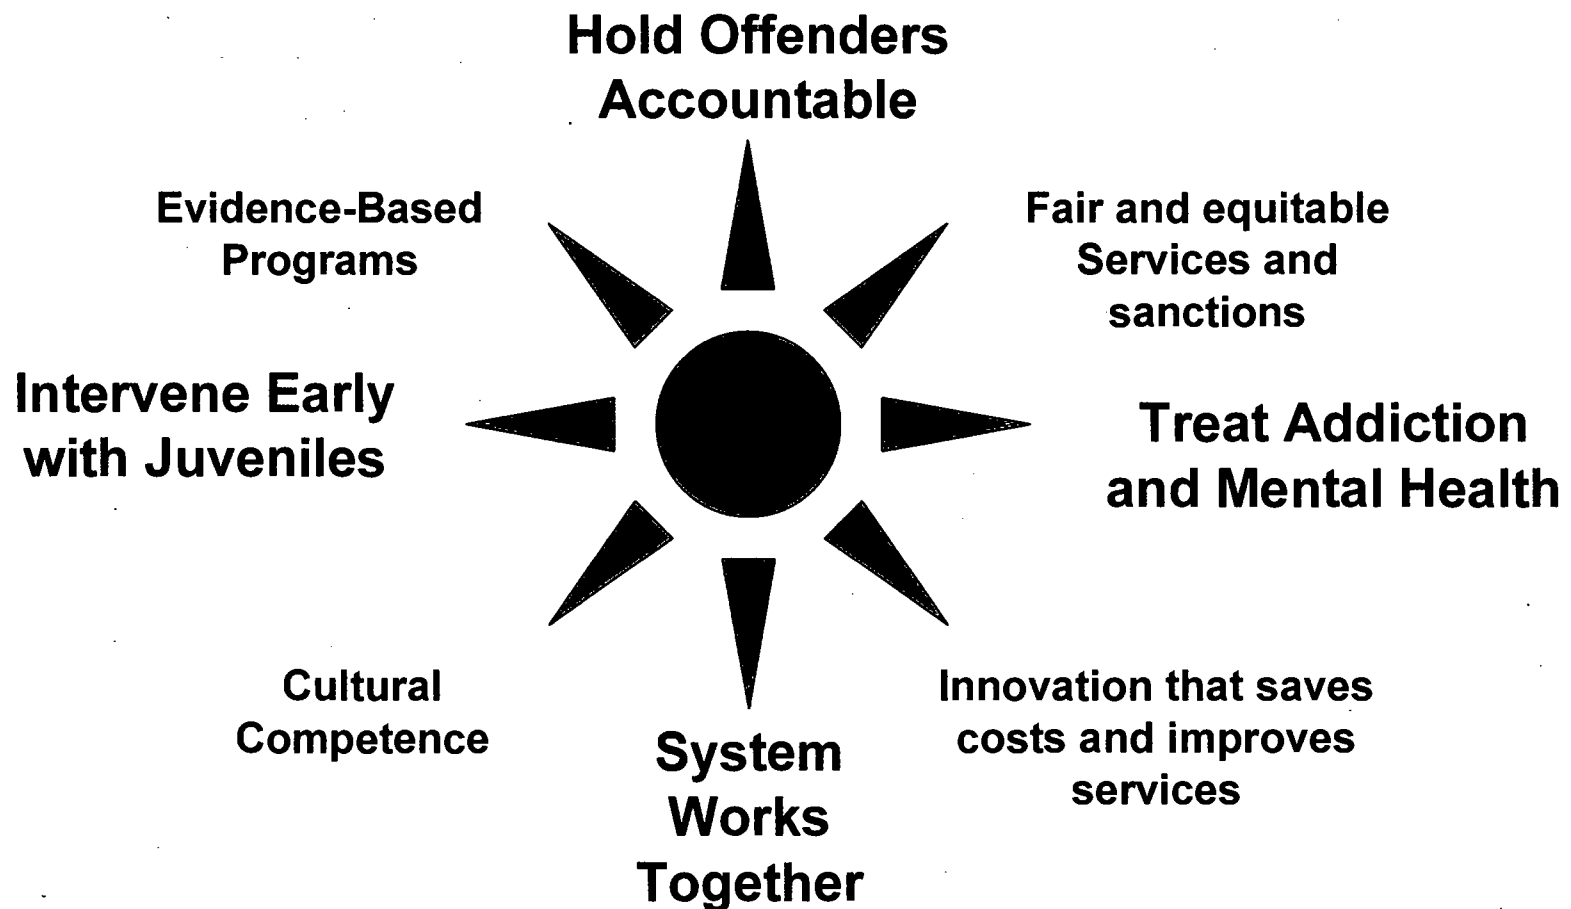 Hold Offenders
Accountable
Evidence-Based
Programs
Fair and equitable
Services and
sanctions
Intervene Early
with Juveniles
Treat Addiction
and Mental Health
Cultural
Competence
Innovation that saves
costs and improves
services
System
Works
Together